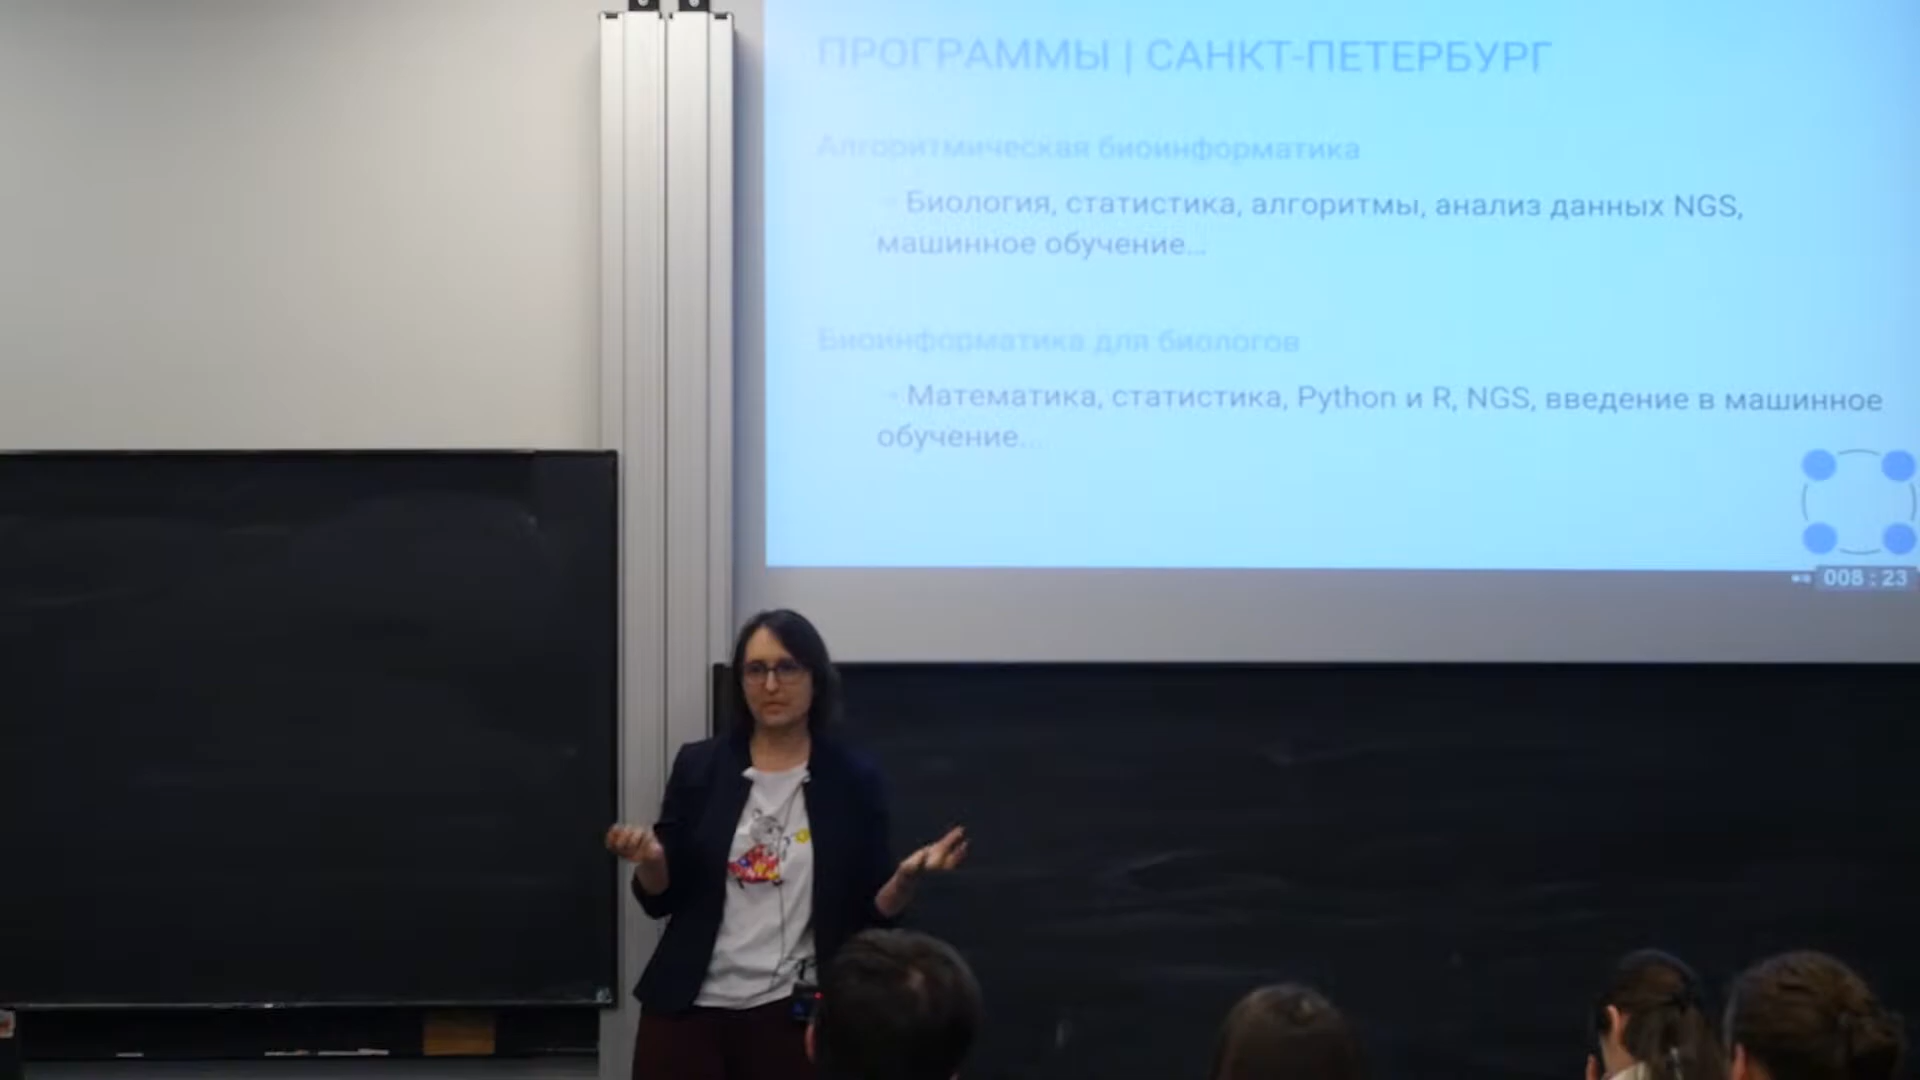 ПРОГРАММЫ | САНКТ-ПЕТЕРБУРГ
Алгоритмическая биоинформатика
Биология, статистика, алгоритмы, анализ данных NGS,
машинное обучение...
Биоинформатика для биологов
Математика, статистика, Python и R, NGS, введение в машинное
обучение...
008 : 23